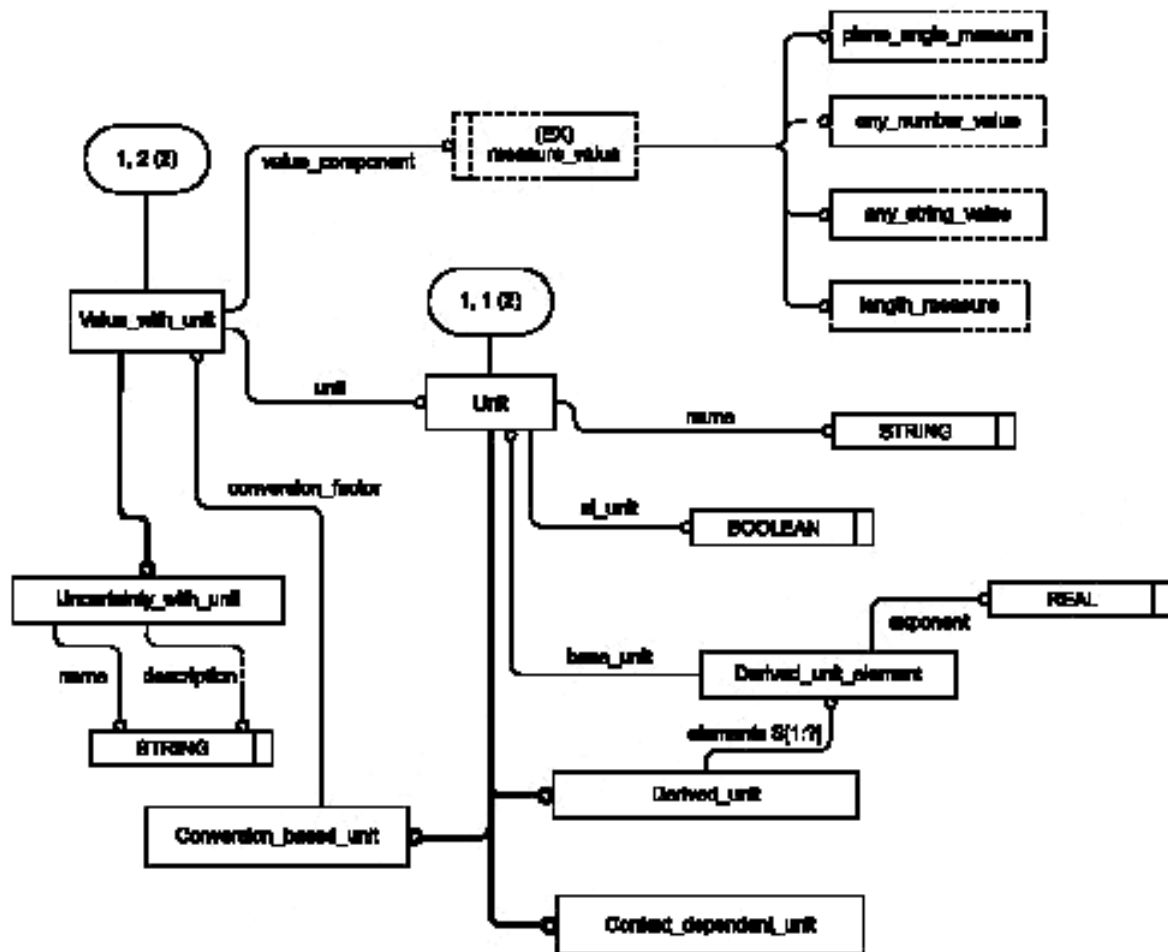 plane_angle_measure
any_number_value
1, 2 (2)
value_component
(EX)
measure_value
any_string_value
1, 1 (2)
length_measure
Value_with_unit
unit
Unit
name
STRING
conversion_factor
si_unit
BOOLEAN
Uncertainty_with_unit
REAL
exponent
name
description
base_unit
Derived_unit_element
elements S[1:?]
STRING
Derived_unit
Conversion_based_unit
Context_dependent_unit